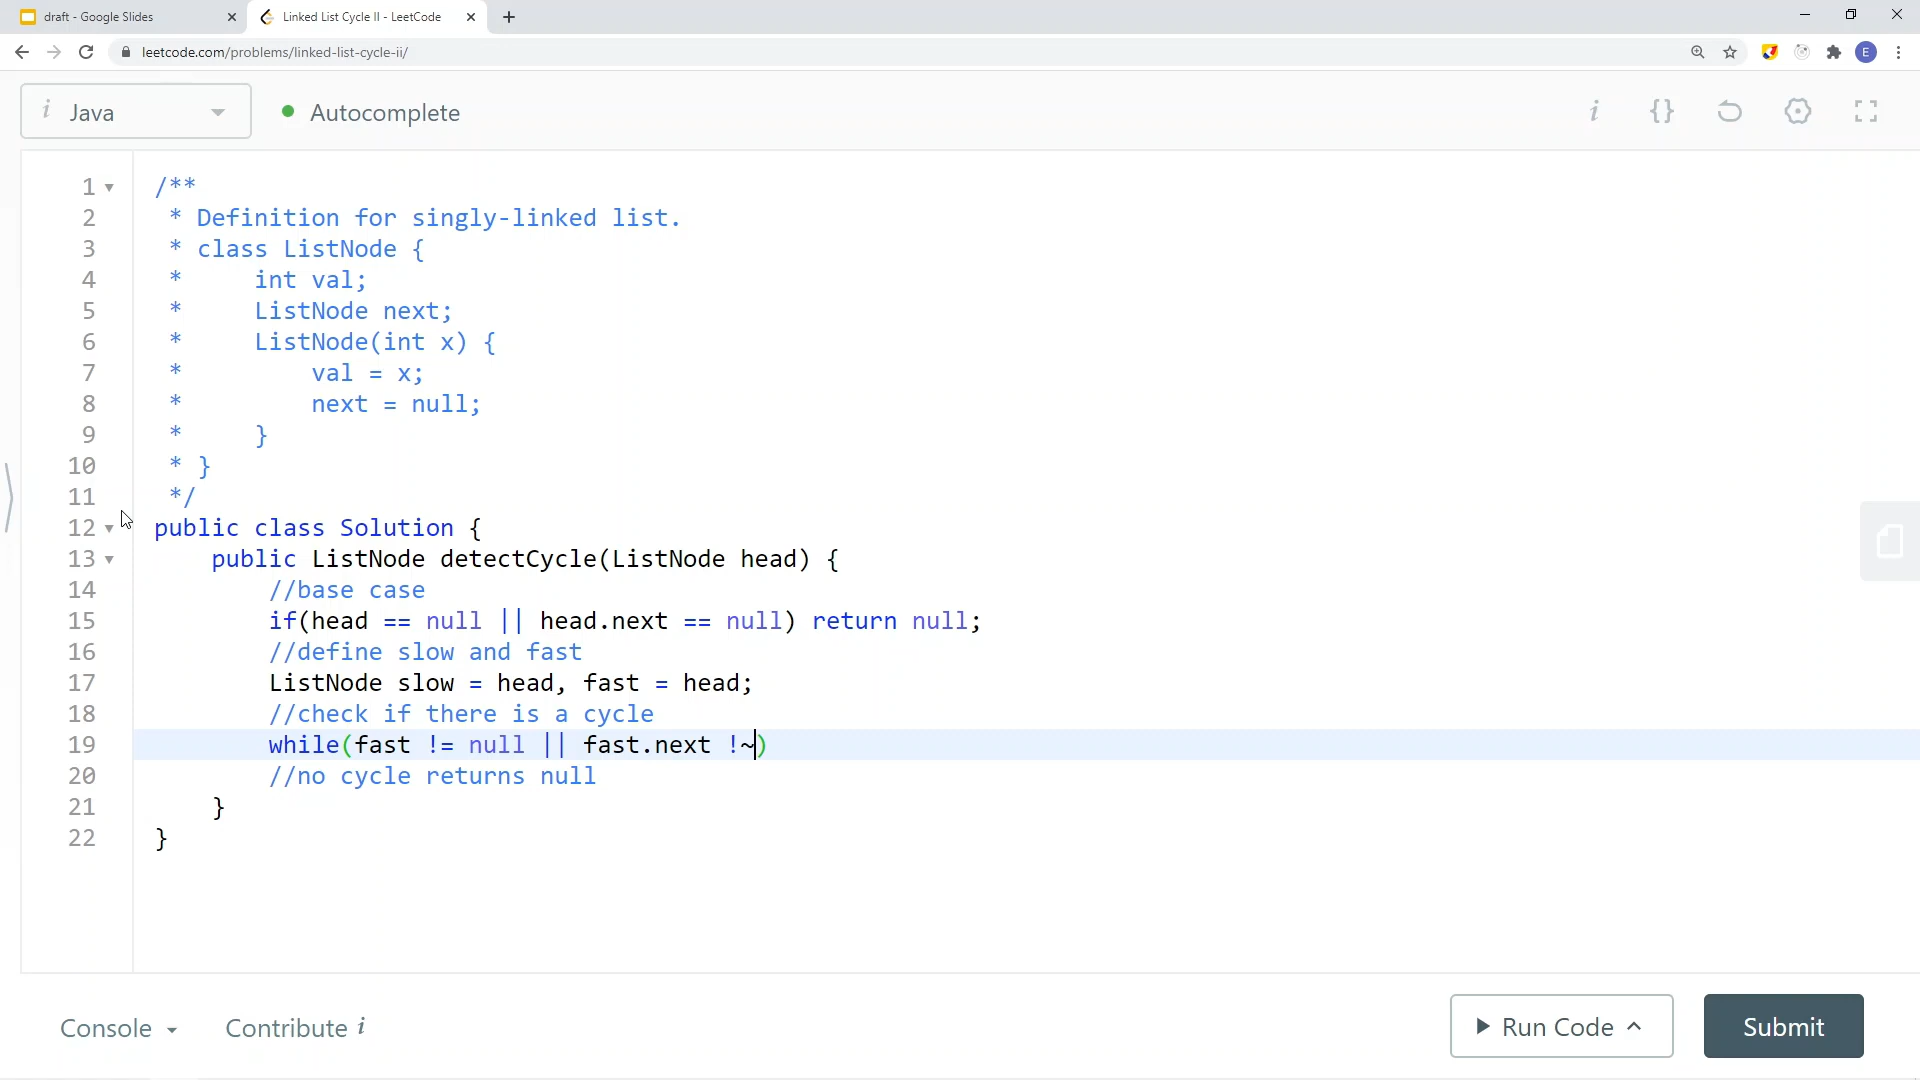 draft - Google Slides
Linked List Cycle II - LeetCode
leetcode.com/problems/linked-list-cycle-ii/
E
i Java
Autocomplete
i {}
1 /**
2 * Definition for singly-linked list.
3 * class ListNode {
4 *     int val;
5 *     ListNode next;
6 *     ListNode(int x) {
7 *         val = x;
8 *         next = null;
9 *     }
10 * }
11 */
12 public class Solution {
13     public ListNode detectCycle(ListNode head) {
14         //base case
15         if(head == null || head.next == null) return null;
16         //define slow and fast
17         ListNode slow = head, fast = head;
18         //check if there is a cycle
19         while(fast != null || fast.next !~)
20         //no cycle returns null
21     }
22 }
Console
Contribute i
Run Code
Submit